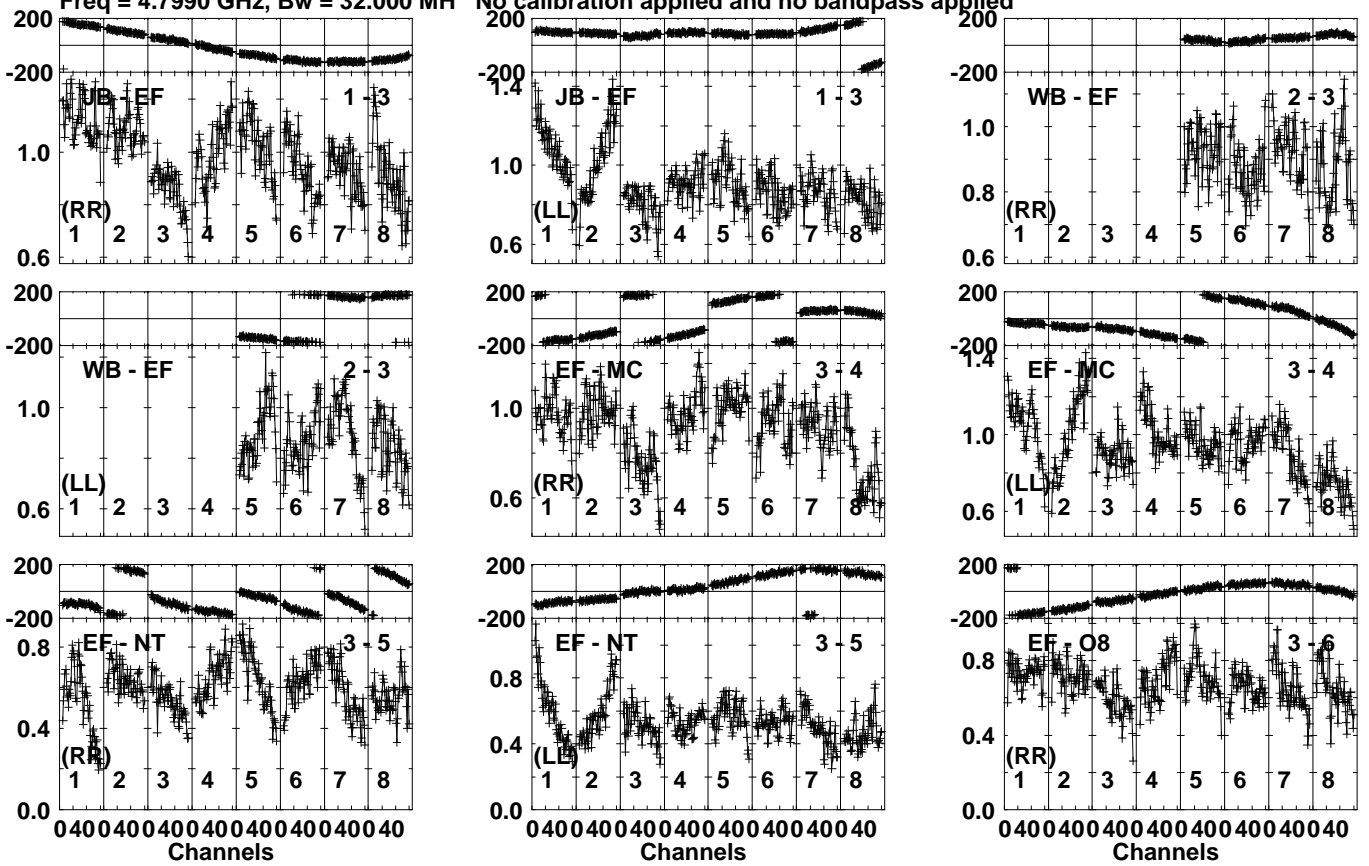 Freq = 4.7990 GHz, Bw = 32.000 MH No calibration applied and no bandpass applied
200
-200
JB - EF 1 - 3
1.0
0.6
(RR)
1 2 3 4 5 6 7 8
200
-200
1.4
JB - EF 1 - 3
1.0
0.6
(LL)
1 2 3 4 5 6 7 8
200
-200
WB - EF 2 - 3
1.0
0.8
0.6
(RR)
1 2 3 4 5 6 7 8
200
-200
WB - EF 2 - 3
1.0
0.6
(LL)
1 2 3 4 5 6 7 8
200
-200
EF - MC 3 - 4
1.0
0.6
(RR)
1 2 3 4 5 6 7 8
200
-200
1.4
EF - MC 3 - 4
1.0
0.6
(LL)
1 2 3 4 5 6 7 8
200
-200
EF - NT 3 - 5
0.8
0.4
0.0
(RR)
1 2 3 4 5 6 7 8
0 40 0 40 0 40 0 40 0 40 0 40 0 40 0 40
Channels
200
-200
EF - NT 3 - 5
0.8
0.4
0.0
(LL)
1 2 3 4 5 6 7 8
0 40 0 40 0 40 0 40 0 40 0 40 0 40 0 40
Channels
200
-200
EF - O8 3 - 6
0.8
0.4
0.0
(RR)
1 2 3 4 5 6 7 8
0 40 0 40 0 40 0 40 0 40 0 40 0 40 0 40
Channels